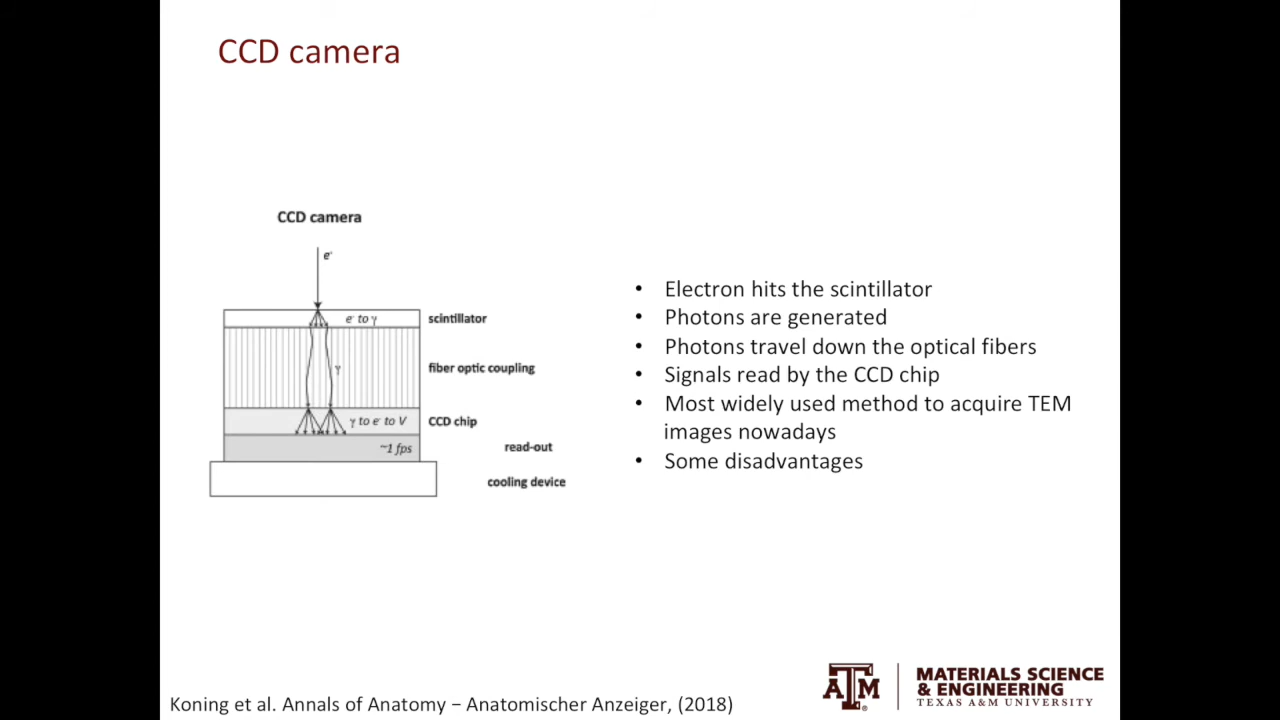 CCD camera
CCD camera
e⁻
e⁻ to γ
scintillator
γ
fiber optic coupling
γ to e⁻ to V
CCD chip
~1 fps
read-out
cooling device
• Electron hits the scintillator
• Photons are generated
• Photons travel down the optical fibers
• Signals read by the CCD chip
• Most widely used method to acquire TEM
images nowadays
• Some disadvantages
Koning et al. Annals of Anatomy − Anatomischer Anzeiger, (2018)
ATM
MATERIALS SCIENCE
& ENGINEERING
TEXAS A&M UNIVERSITY